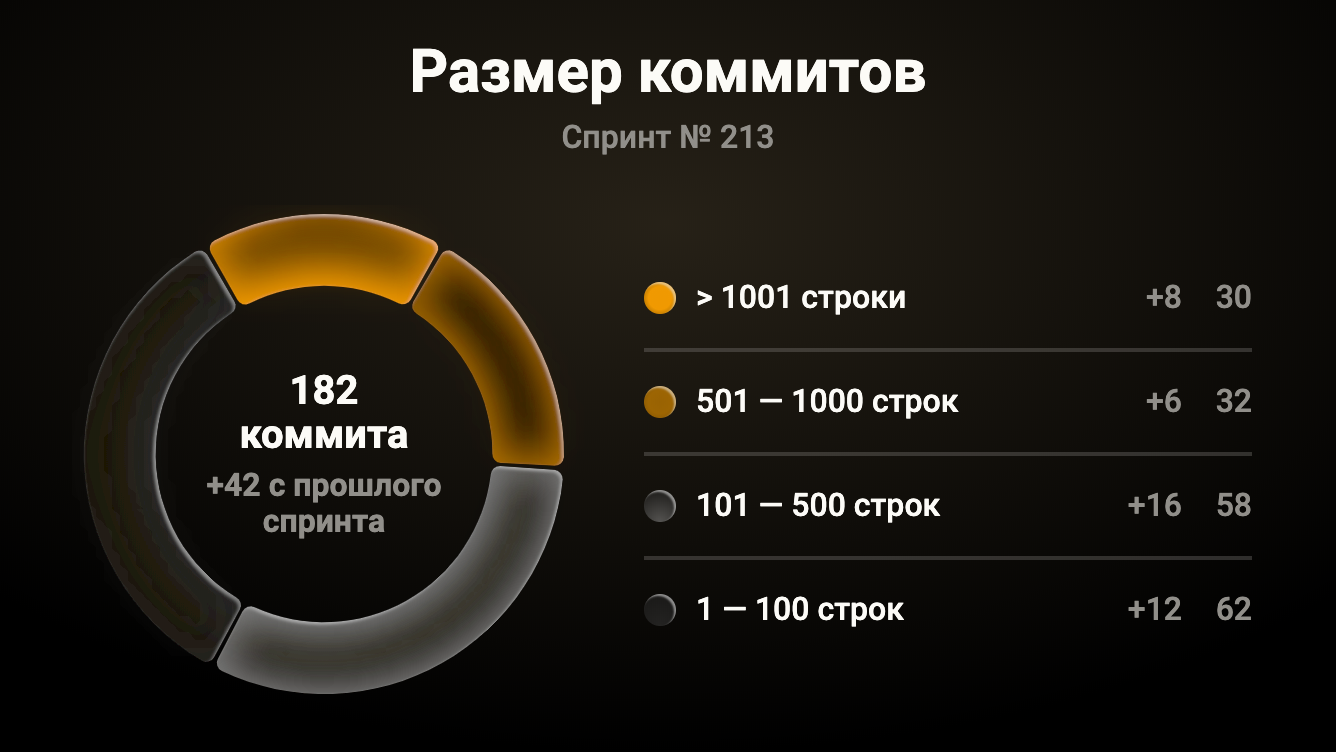 Размер коммитов
Спринт № 213
182
коммита
+42 с прошлого
спринта
> 1001 строки +8 30
501 — 1000 строк +6 32
101 — 500 строк +16 58
1 — 100 строк +12 62